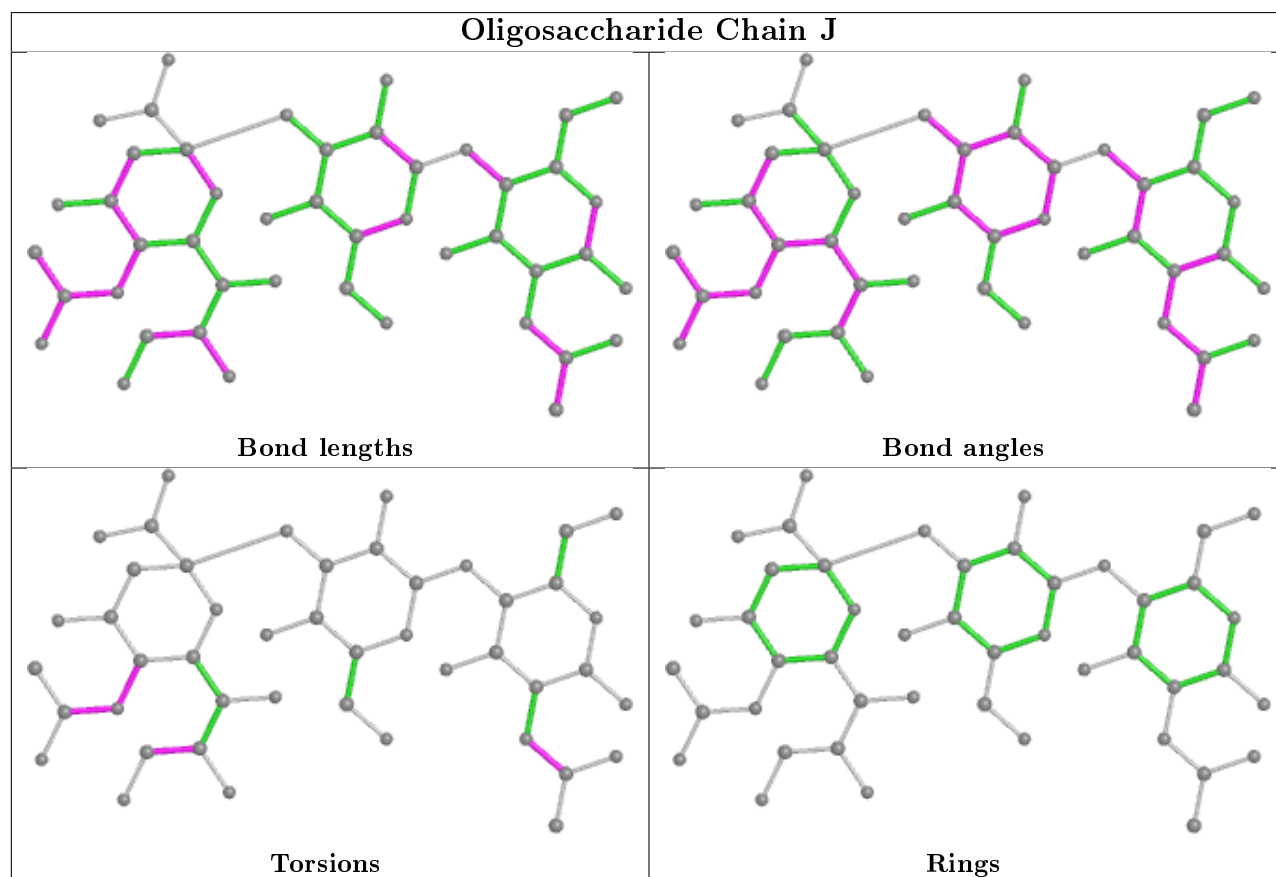 Oligosaccharide Chain J
Bond lengths
Bond angles
Torsions
Rings